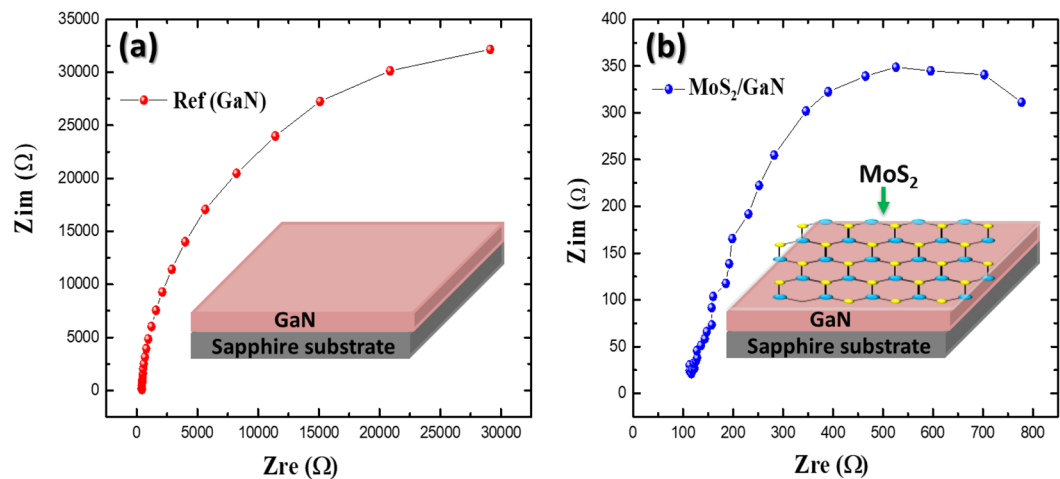 (a)
Ref (GaN)
Zim (Ω)
35000
30000
25000
20000
15000
10000
5000
0
GaN
Sapphire substrate
0 5000 10000 15000 20000 25000 30000
Zre (Ω)
(b)
MoS₂/GaN
MoS₂
Zim (Ω)
400
350
300
250
200
150
100
50
0
GaN
Sapphire substrate
0 100 200 300 400 500 600 700 800
Zre (Ω)